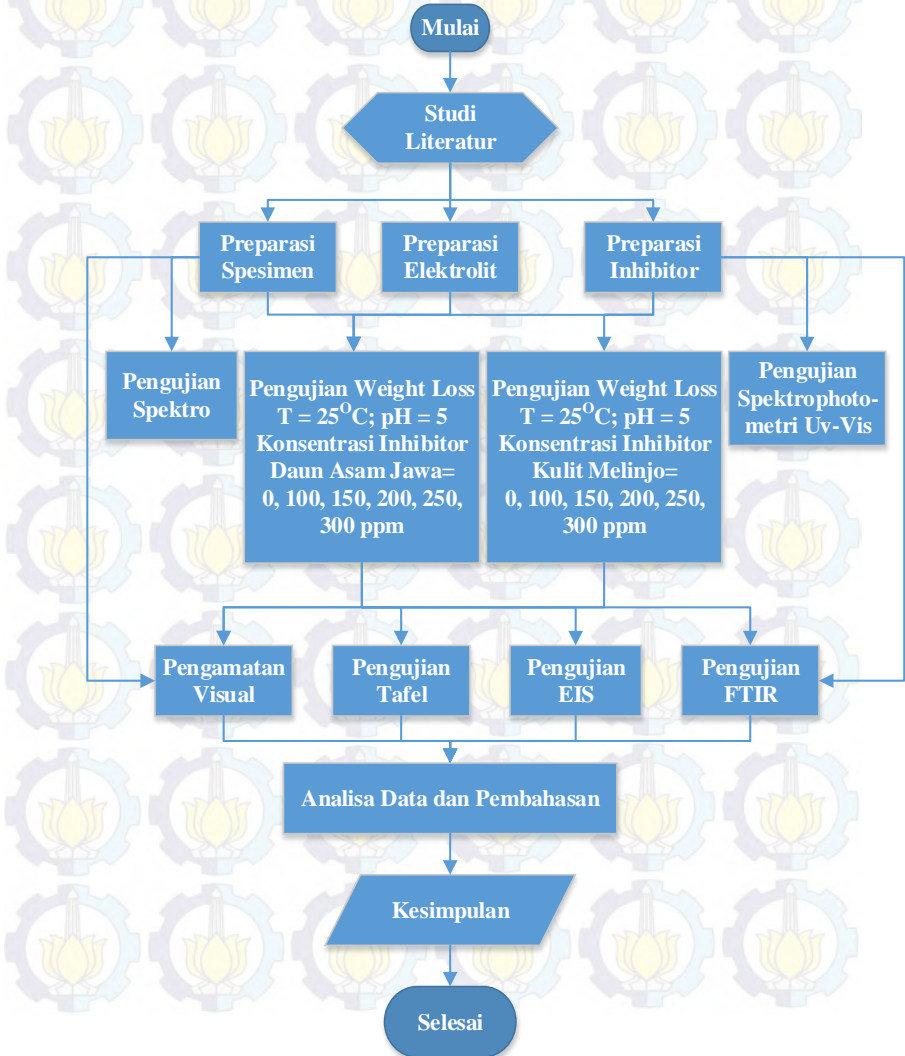 Mulai
Studi
Literatur
Preparasi
Spesimen
Preparasi
Elektrolit
Preparasi
Inhibitor
Pengujian
Spektro
Pengujian Weight Loss
T = 25⁰C; pH = 5
Konsentrasi Inhibitor
Daun Asam Jawa=
0, 100, 150, 200, 250,
300 ppm
Pengujian Weight Loss
T = 25⁰C; pH = 5
Konsentrasi Inhibitor
Kulit Melinjo=
0, 100, 150, 200, 250,
300 ppm
Pengujian
Spektrophoto-
metri Uv-Vis
Pengamatan
Visual
Pengujian
Tafel
Pengujian
EIS
Pengujian
FTIR
Analisa Data dan Pembahasan
Kesimpulan
Selesai